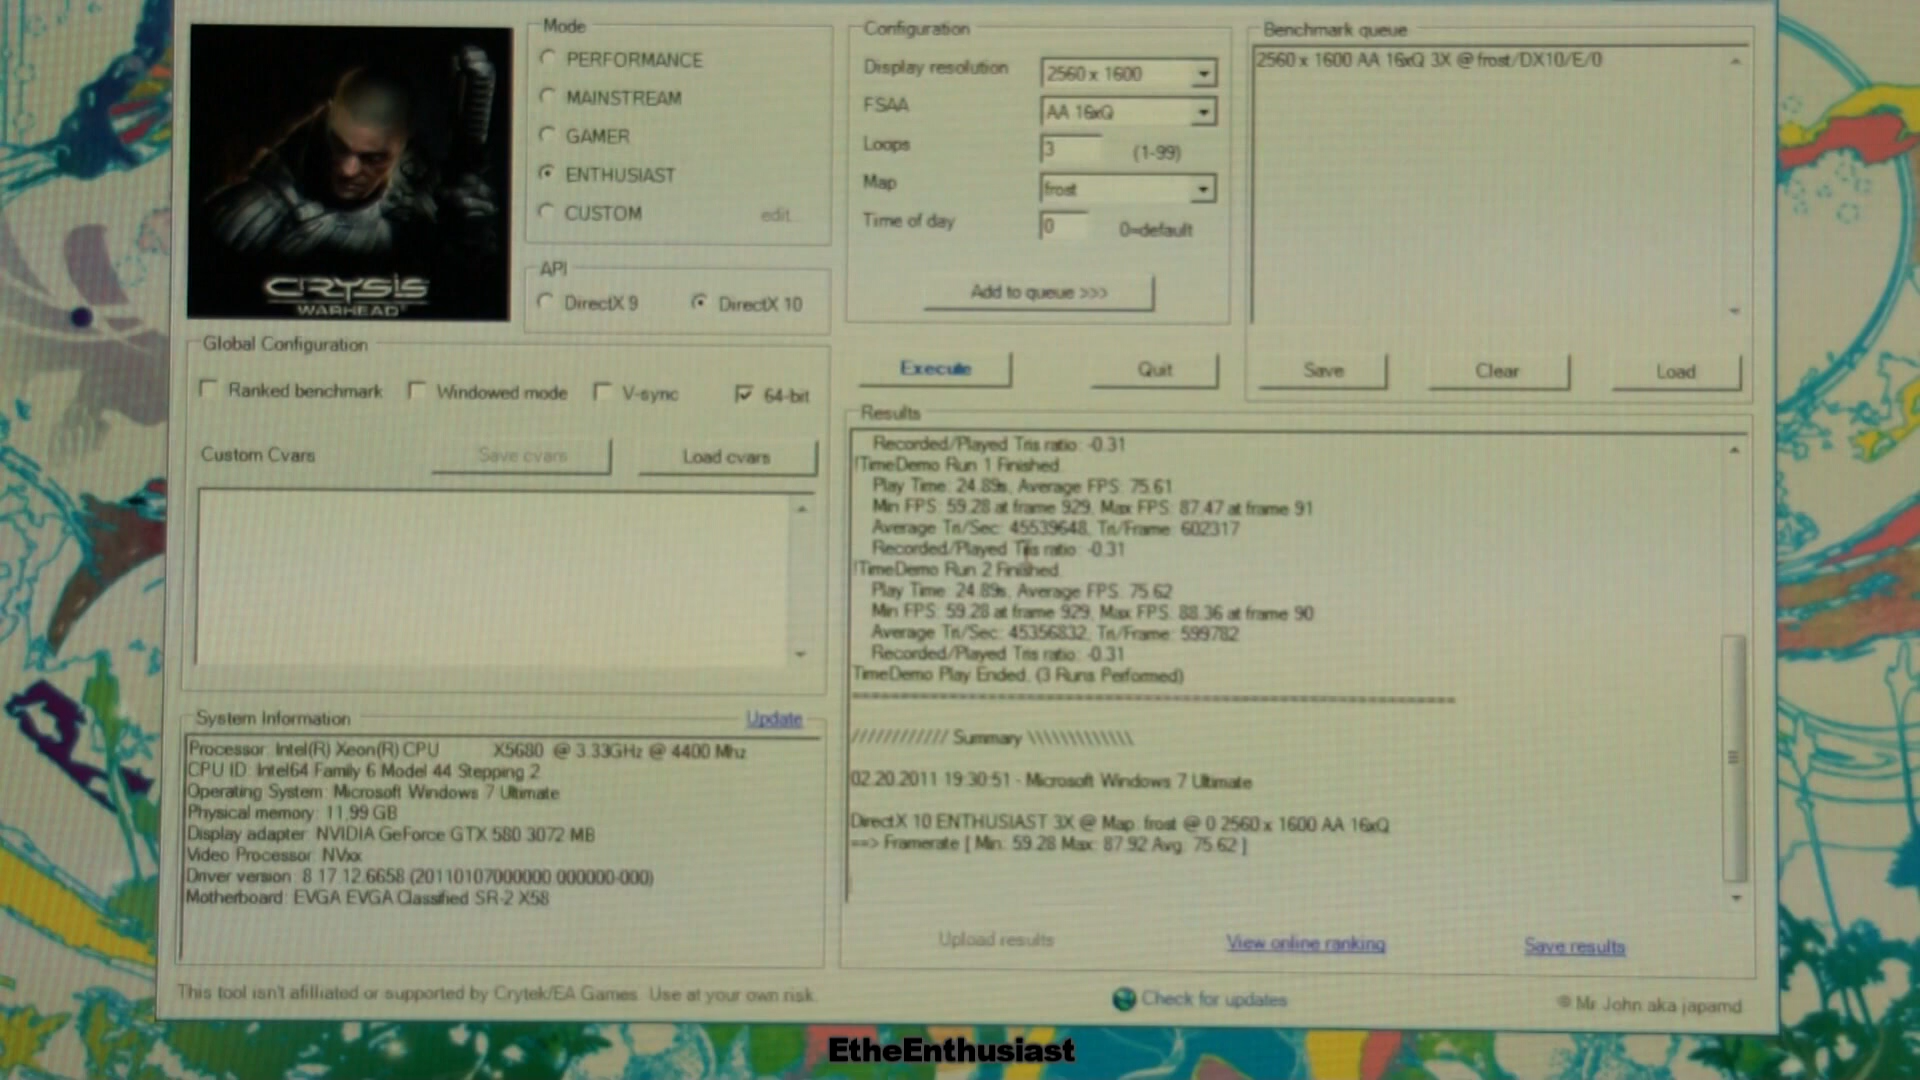 CRYSIS
WARHEAD
Mode
PERFORMANCE
MAINSTREAM
GAMER
ENTHUSIAST
CUSTOM
edit...
API
DirectX 9
DirectX 10
Configuration
Display resolution 2560 x 1600
FSAA AA 16xQ
Loops 3 (1-99)
Map frost
Time of day 0 0=default
Add to queue >>>
Benchmark queue
2560 x 1600 AA 16xQ 3X @ frost/DX10/E/0
Execute
Quit
Save
Clear
Load
Global Configuration
Ranked benchmark
Windowed mode
V-sync
64-bit
Custom Cvars
Save cvars
Load cvars
System Information
Update
Processor: Intel(R) Xeon(R) CPU X5680 @ 3.33GHz @ 4400 Mhz
CPU ID: Intel64 Family 6 Model 44 Stepping 2
Operating System: Microsoft Windows 7 Ultimate
Physical memory: 11,99 GB
Display adapter: NVIDIA GeForce GTX 580 3072 MB
Video Processor: NVxx
Driver version: 8.17.12.6658 (20110107000000.000000-000)
Motherboard: EVGA EVGA Classified SR-2 X58
Results
Recorded/Played Tris ratio: -0.31
!TimeDemo Run 1 Finished.
Play Time: 24.89s, Average FPS: 75.61
Min FPS: 59.28 at frame 929, Max FPS: 87.47 at frame 91
Average Tri/Sec: 45539648, Tri/Frame: 602317
Recorded/Played Tris ratio: -0.31
!TimeDemo Run 2 Finished.
Play Time: 24.89s, Average FPS: 75.62
Min FPS: 59.28 at frame 929, Max FPS: 88.36 at frame 90
Average Tri/Sec: 45356832, Tri/Frame: 599782
Recorded/Played Tris ratio: -0.31
TimeDemo Play Ended, (3 Runs Performed)
//////////// Summary \\\\\\\\\\\\
02.20.2011 19:30:51 - Microsoft Windows 7 Ultimate
DirectX 10 ENTHUSIAST 3X @ Map: frost @ 0 2560 x 1600 AA 16xQ
==> Framerate [ Min: 59.28 Max: 87.92 Avg: 75.62 ]
Upload results
View online ranking
Save results
This tool isn't afilliated or supported by Crytek/EA Games. Use at your own risk.
Check for updates
© Mr. John aka japamd
EtheEnthusiast